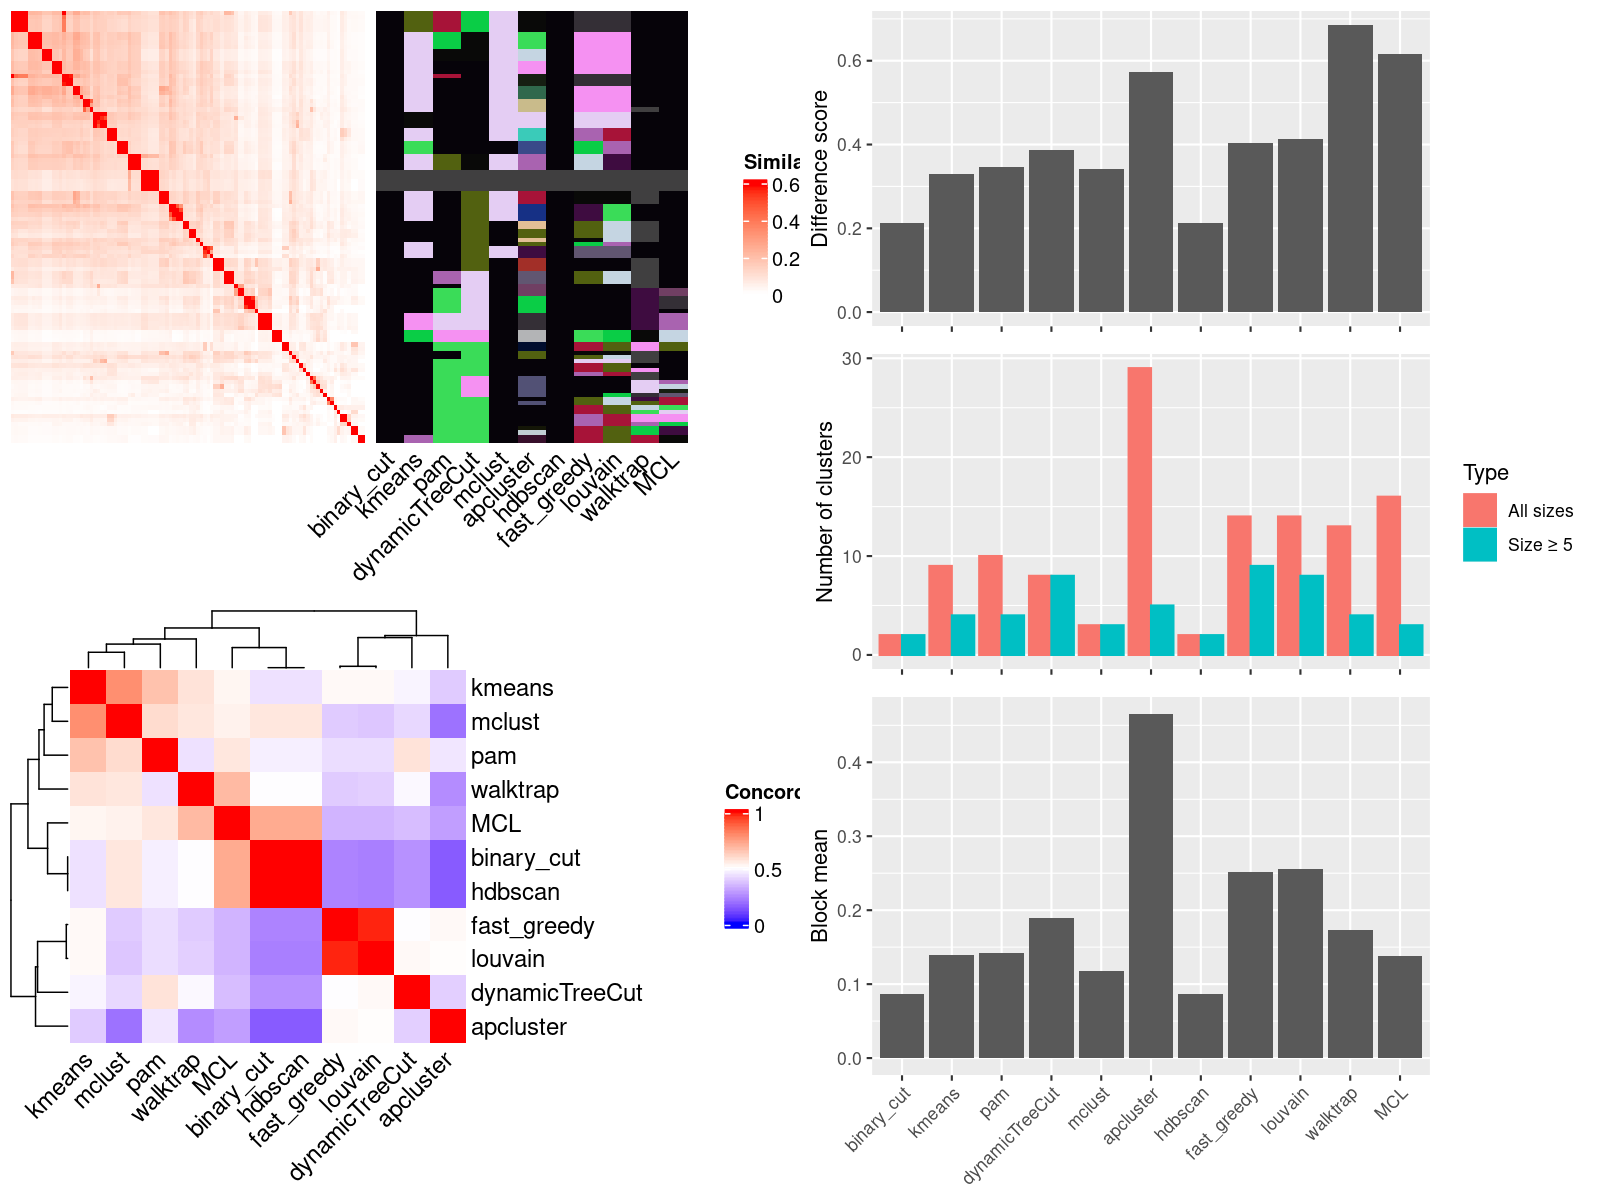 Simila
0.6
0.4
0.2
0
binary_cut
kmeans
pam
dynamicTreeCut
mclust
apcluster
hdbscan
fast_greedy
louvain
walktrap
MCL
kmeans
mclust
pam
walktrap
MCL
binary_cut
hdbscan
fast_greedy
louvain
dynamicTreeCut
apcluster
kmeans
mclust
pam
walktrap
MCL
binary_cut
hdbscan
fast_greedy
louvain
dynamicTreeCut
apcluster
Concord
1
0.5
0
Difference score
0.6
0.4
0.2
0.0
Number of clusters
30
20
10
0
Type
All sizes
Size ≥ 5
Block mean
0.4
0.3
0.2
0.1
0.0
binary_cut
kmeans
pam
dynamicTreeCut
mclust
apcluster
hdbscan
fast_greedy
louvain
walktrap
MCL